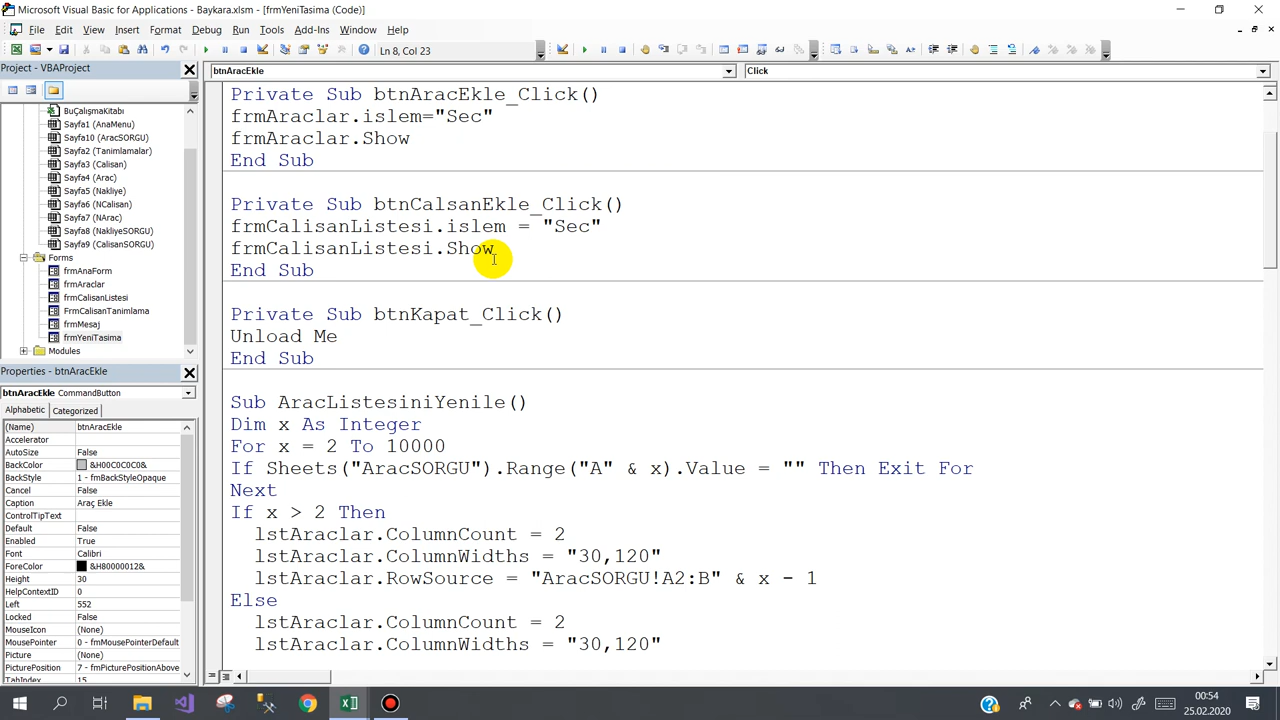 Microsoft Visual Basic for Applications - Baykara.xlsm - [frmYeniTasima (Code)]
File Edit View Insert Format Debug Run Tools Add-Ins Window Help
Ln 8, Col 23
Project - VBAProject
btnAracEkle
Click
BuÇalışmaKitabı
Sayfa1 (AnaMenu)
Sayfa10 (AracSORGU)
Sayfa2 (Tanimlamalar)
Sayfa3 (Calisan)
Sayfa4 (Arac)
Sayfa5 (Nakliye)
Sayfa6 (NCalisan)
Sayfa7 (NArac)
Sayfa8 (NakliyeSORGU)
Sayfa9 (CalisanSORGU)
Forms
frmAnaForm
frmAraclar
frmCalisanListesi
FrmCalisanTanimlama
frmMesaj
frmYeniTasima
Modules
Properties - btnAracEkle
btnAracEkle CommandButton
Alphabetic Categorized
(Name) btnAracEkle
Accelerator
AutoSize False
BackColor &H00C0C0C0&
BackStyle 1 - fmBackStyleOpaque
Cancel False
Caption Araç Ekle
ControlTipText
Default False
Enabled True
Font Calibri
ForeColor &H80000012&
Height 30
HelpContextID 0
Left 552
Locked False
MouseIcon (None)
MousePointer 0 - fmMousePointerDefault
Picture (None)
PicturePosition 7 - fmPicturePositionAbove
TabIndex 15
Private Sub btnAracEkle_Click()
frmAraclar.islem="Sec"
frmAraclar.Show
End Sub
Private Sub btnCalsanEkle_Click()
frmCalisanListesi.islem = "Sec"
frmCalisanListesi.Show
End Sub
Private Sub btnKapat_Click()
Unload Me
End Sub
Sub AracListesiniYenile()
Dim x As Integer
For x = 2 To 10000
If Sheets("AracSORGU").Range("A" & x).Value = "" Then Exit For
Next
If x > 2 Then
lstAraclar.ColumnCount = 2
lstAraclar.ColumnWidths = "30,120"
lstAraclar.RowSource = "AracSORGU!A2:B" & x - 1
Else
lstAraclar.ColumnCount = 2
lstAraclar.ColumnWidths = "30,120"
00:54
25.02.2020